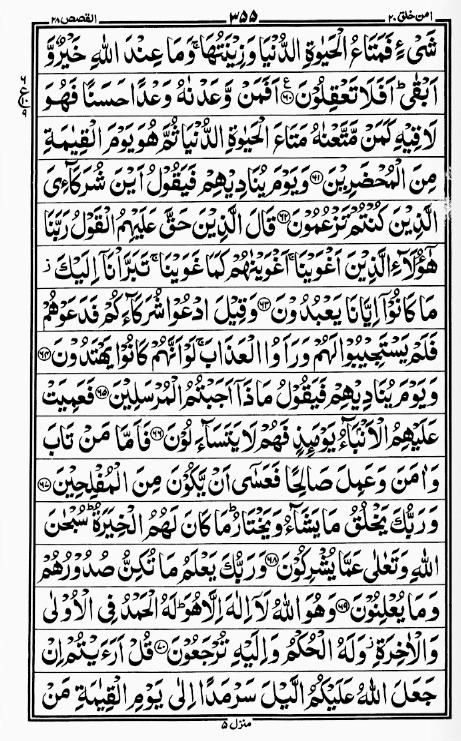 امن خلق ٢٠ ٣٥٥ القصص ٢٨
شَیْءٍ فَمَتَاعُ الْحَیٰوةِ الدُّنْیَا وَزِیْنَتُهَا ۚ وَمَا عِنْدَ اللّٰهِ خَیْرٌ وَّ
اَبْقٰی ؕ اَفَلَا تَعْقِلُوْنَ ﴿٦٠﴾ ع اَفَمَنْ وَّعَدْنٰهُ وَعْدًا حَسَنًا فَهُوَ
لَاقِیْهِ كَمَنْ مَّتَّعْنٰهُ مَتَاعَ الْحَیٰوةِ الدُّنْیَا ثُمَّ هُوَ یَوْمَ الْقِیٰمَةِ
مِنَ الْمُحْضَرِیْنَ ﴿٦١﴾ وَیَوْمَ یُنَادِیْهِمْ فَیَقُوْلُ اَیْنَ شُرَكَآءِیَ
الَّذِیْنَ كُنْتُمْ تَزْعُمُوْنَ ﴿٦٢﴾ قَالَ الَّذِیْنَ حَقَّ عَلَیْهِمُ الْقَوْلُ رَبَّنَا
هٰۤؤُلَآءِ الَّذِیْنَ اَغْوَیْنَا ۚ اَغْوَیْنٰهُمْ كَمَا غَوَیْنَا ۚ تَبَرَّاْنَاۤ اِلَیْكَ ز
مَا كَانُوْۤا اِیَّانَا یَعْبُدُوْنَ ﴿٦٣﴾ وَقِیْلَ ادْعُوْا شُرَكَآءَكُمْ فَدَعَوْهُمْ
فَلَمْ یَسْتَجِیْبُوْا لَهُمْ وَرَاَوُا الْعَذَابَ ۚ لَوْ اَنَّهُمْ كَانُوْا یَهْتَدُوْنَ ﴿٦٤﴾
وَیَوْمَ یُنَادِیْهِمْ فَیَقُوْلُ مَاذَاۤ اَجَبْتُمُ الْمُرْسَلِیْنَ ﴿٦٥﴾ فَعَمِیَتْ
عَلَیْهِمُ الْاَنْۢبَآءُ یَوْمَىِٕذٍ فَهُمْ لَا یَتَسَآءَلُوْنَ ﴿٦٦﴾ فَاَمَّا مَنْ تَابَ
وَاٰمَنَ وَعَمِلَ صَالِحًا فَعَسٰۤی اَنْ یَّكُوْنَ مِنَ الْمُفْلِحِیْنَ ﴿٦٧﴾
وَرَبُّكَ یَخْلُقُ مَا یَشَآءُ وَیَخْتَارُ ؕ مَا كَانَ لَهُمُ الْخِیَرَةُ ؕ سُبْحٰنَ
اللّٰهِ وَتَعٰلٰی عَمَّا یُشْرِكُوْنَ ﴿٦٨﴾ وَرَبُّكَ یَعْلَمُ مَا تُكِنُّ صُدُوْرُهُمْ
وَمَا یُعْلِنُوْنَ ﴿٦٩﴾ وَهُوَ اللّٰهُ لَاۤ اِلٰهَ اِلَّا هُوَ ؕ لَهُ الْحَمْدُ فِی الْاُوْلٰی
وَالْاٰخِرَةِ ز وَلَهُ الْحُكْمُ وَاِلَیْهِ تُرْجَعُوْنَ ﴿٧٠﴾ قُلْ اَرَءَیْتُمْ اِنْ
جَعَلَ اللّٰهُ عَلَیْكُمُ الَّیْلَ سَرْمَدًا اِلٰی یَوْمِ الْقِیٰمَةِ مَنْ
منزل ٥